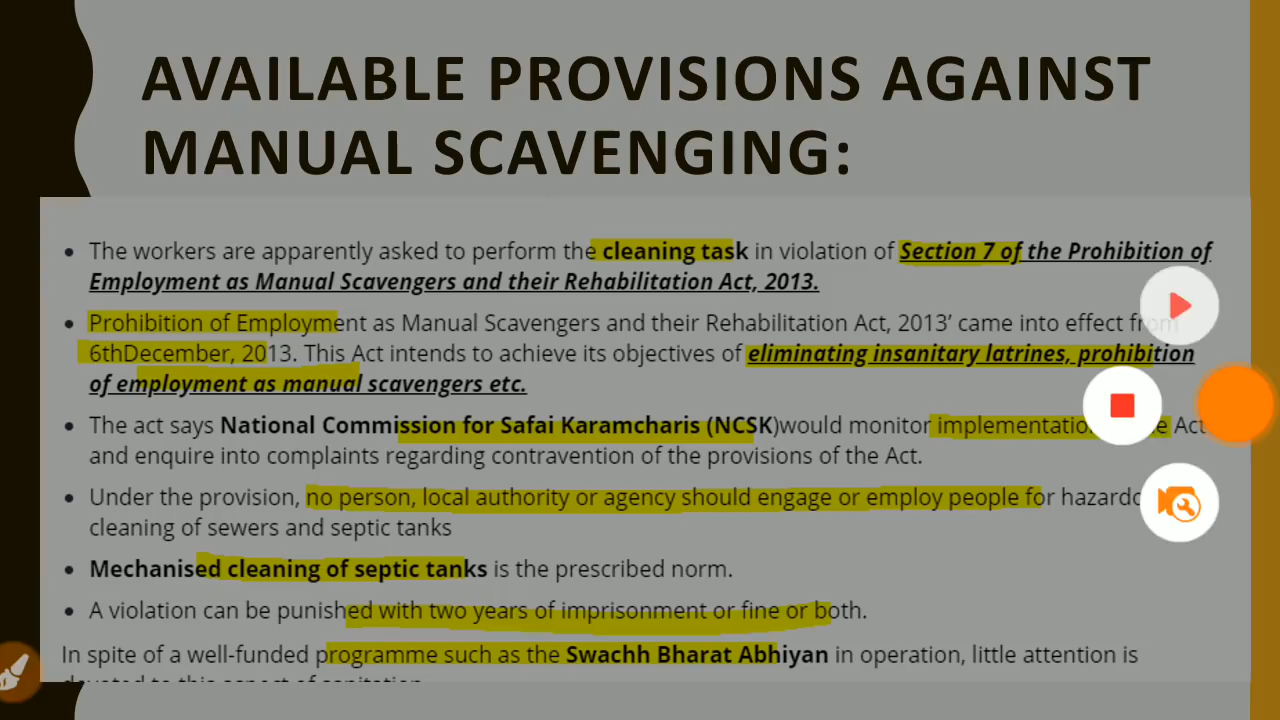 AVAILABLE PROVISIONS AGAINST
MANUAL SCAVENGING:
• The workers are apparently asked to perform the cleaning task in violation of Section 7 of the Prohibition of
Employment as Manual Scavengers and their Rehabilitation Act, 2013.
• Prohibition of Employment as Manual Scavengers and their Rehabilitation Act, 2013’ came into effect from
6thDecember, 2013. This Act intends to achieve its objectives of eliminating insanitary latrines, prohibition
of employment as manual scavengers etc.
• The act says National Commission for Safai Karamcharis (NCSK)would monitor Act
and enquire into complaints regarding contravention of the provisions of the Act.
• Under the provision, no person, local authority or agency should engage or employ people for
cleaning of sewers and septic tanks
• Mechanised cleaning of septic tanks is the prescribed norm.
• A violation can be punished with two years of imprisonment or fine or both.
In spite of a well-funded programme such as the Swachh Bharat Abhiyan in operation, little attention is